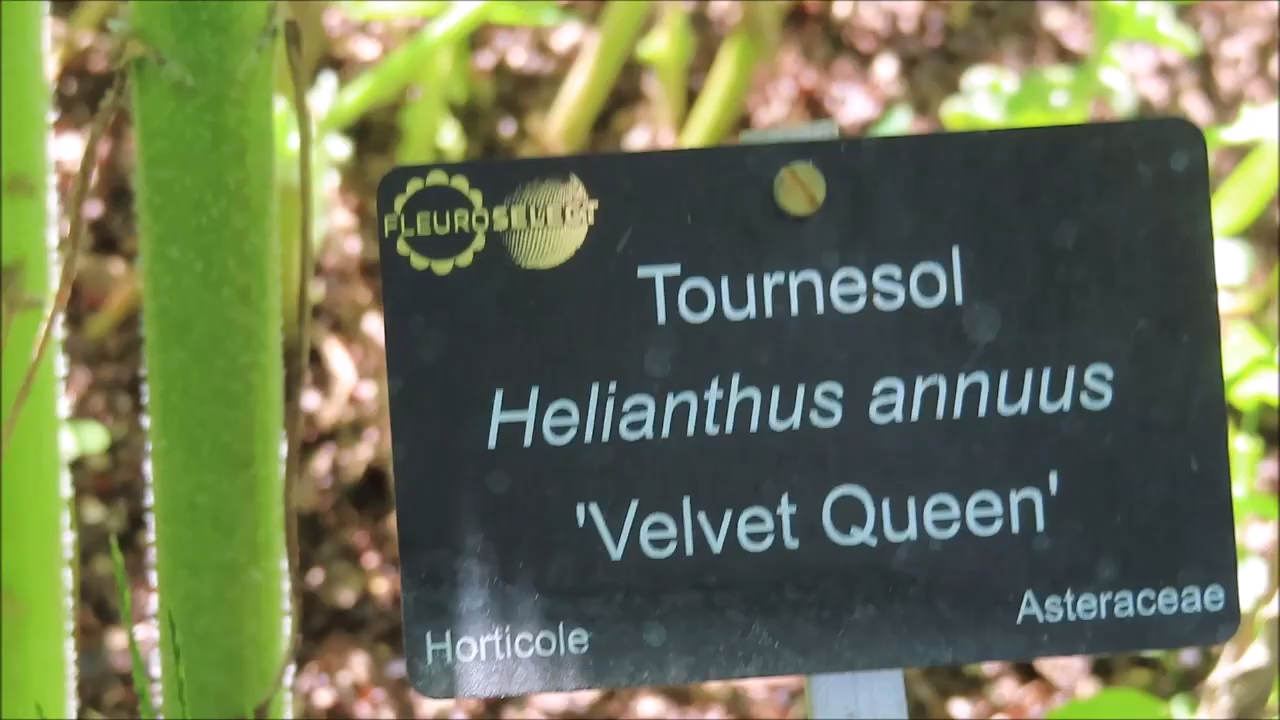 FLEUROSELECT
Tournesol
Helianthus annuus
'Velvet Queen'
Horticole
Asteraceae